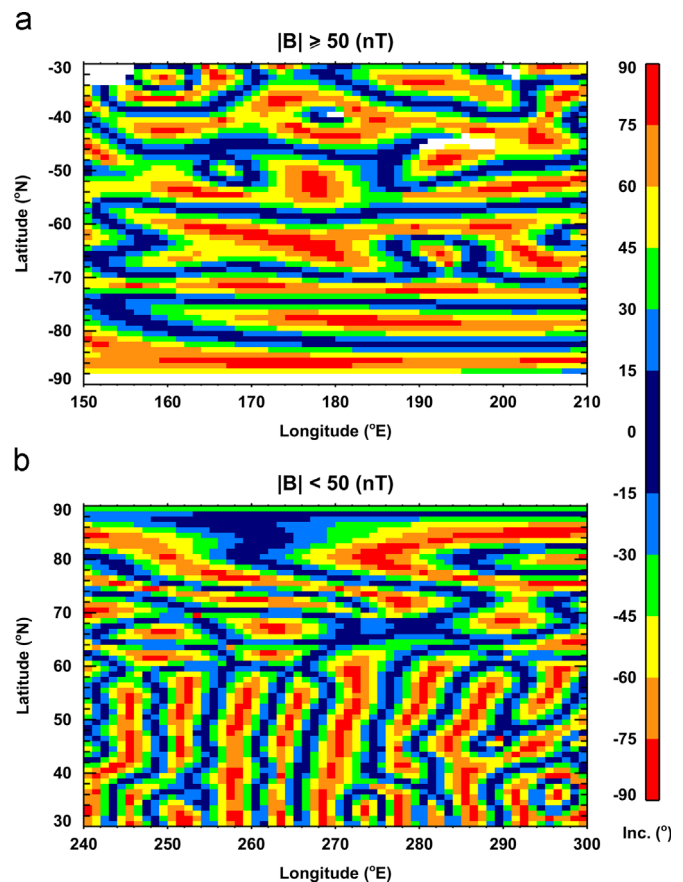 a
|B| ⩾ 50 (nT)
-30
-40
-50
-60
-70
-80
-90
Latitude (°N)
150 160 170 180 190 200 210
Longitude (°E)
b
|B| < 50 (nT)
90
80
70
60
50
40
30
Latitude (°N)
240 250 260 270 280 290 300
Longitude (°E)
90
75
60
45
30
15
0
-15
-30
-45
-60
-75
-90
Inc. (°)